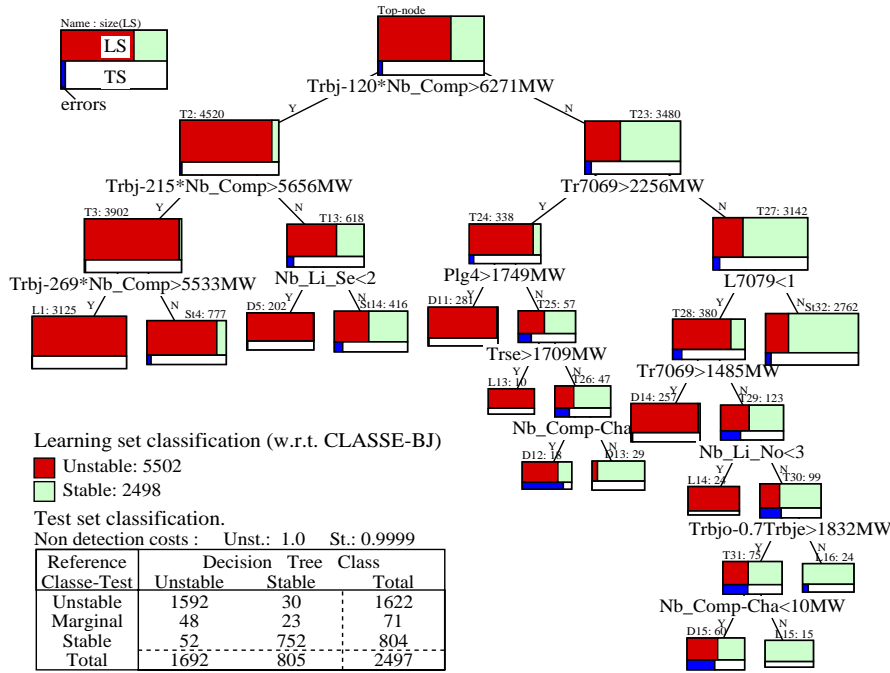 Name : size(LS)
LS
TS
errors
Top-node
Trbj-120*Nb_Comp>6271MW
Y
N
T2: 4520
Trbj-215*Nb_Comp>5656MW
T23: 3480
Tr7069>2256MW
Y
N
Y
N
T3: 3902
Trbj-269*Nb_Comp>5533MW
T13: 618
Nb_Li_Se<2
T24: 338
Plg4>1749MW
T27: 3142
L7079<1
Y
N
Y
N
Y
N
Y
N
L1: 3125
St4: 777
D5: 202
St14: 416
D11: 281
T25: 57
Trse>1709MW
T28: 380
Tr7069>1485MW
St32: 2762
Y
N
Y
N
L13: 10
T26: 47
Nb_Comp-Cha
D14: 257
T29: 123
Nb_Li_No<3
Y
N
Y
N
D12: 18
D13: 29
L14: 24
T30: 99
Trbjo-0.7Trbje>1832MW
Y
N
T31: 75
Nb_Comp-Cha<10MW
L16: 24
Y
N
D15: 60
L15: 15
Learning set classification (w.r.t. CLASSE-BJ)
Unstable: 5502
Stable: 2498
Test set classification.
Non detection costs : Unst.: 1.0 St.: 0.9999
Reference Decision Tree Class
Classe-Test Unstable Stable Total
Unstable 1592 30 1622
Marginal 48 23 71
Stable 52 752 804
Total 1692 805 2497